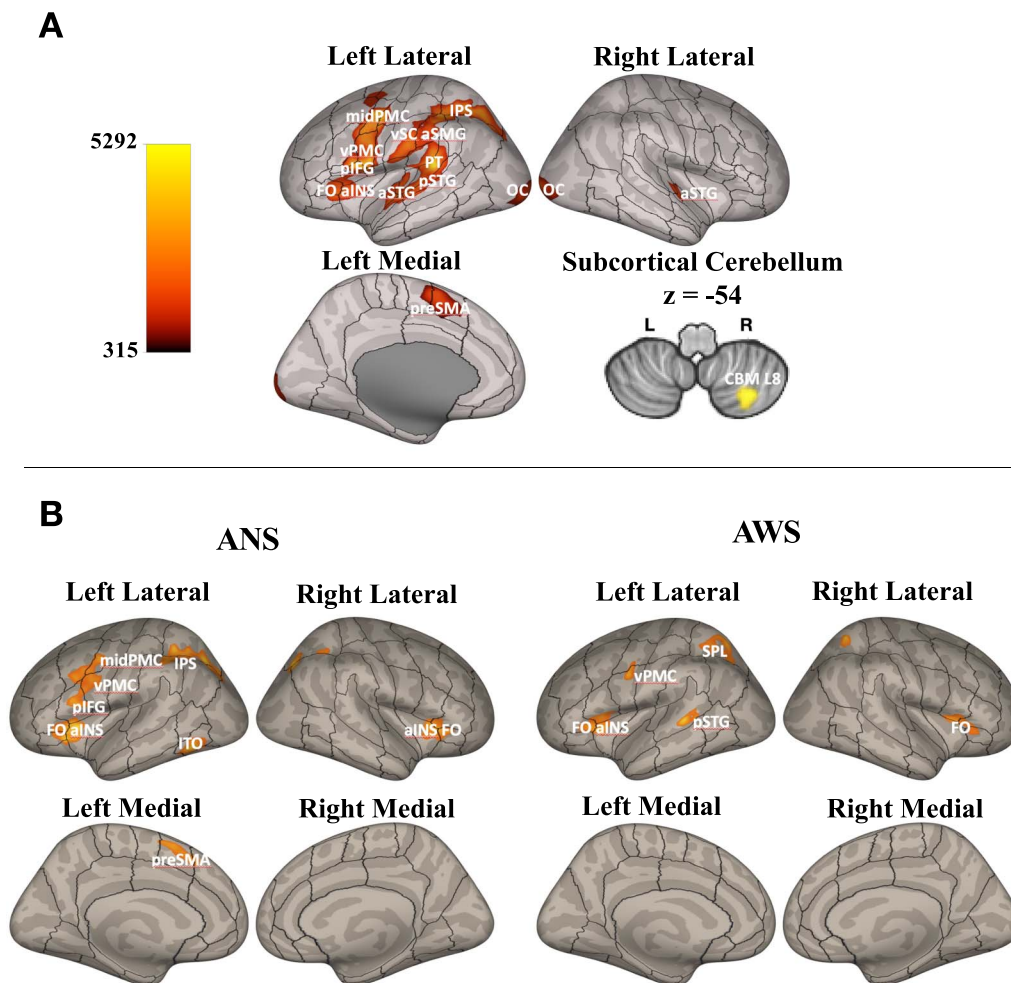 A
Left Lateral
Right Lateral
5292
315
midPMC
IPS
vSC aSMG
vPMC
pIFG
PT
pSTG
FO aINS
aSTG
OC
OC
aSTG
Left Medial
preSMA
Subcortical Cerebellum
z = -54
L
R
CBM L8
B
ANS
AWS
Left Lateral
Right Lateral
Left Lateral
Right Lateral
midPMC
IPS
vPMC
pIFG
FO aINS
ITO
aINS FO
SPL
vPMC
FO aINS
pSTG
FO
Left Medial
Right Medial
Left Medial
Right Medial
preSMA